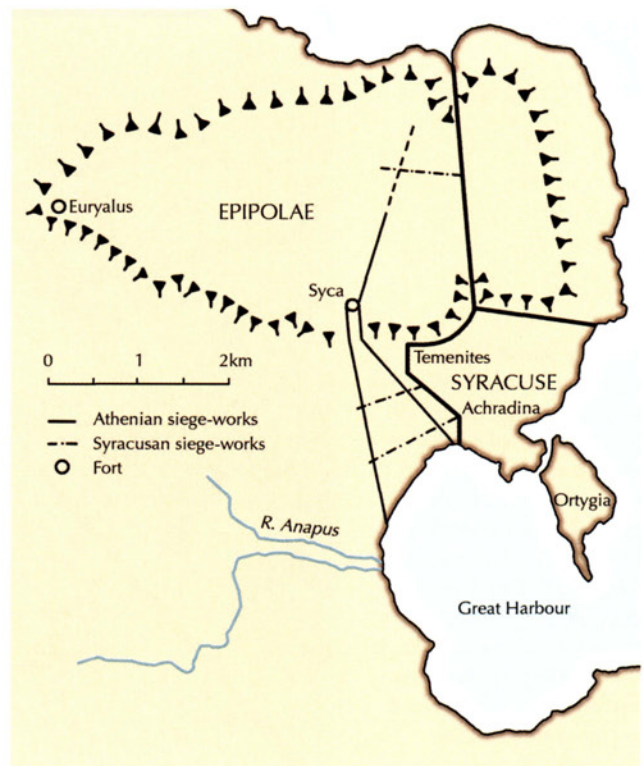 Euryalus
EPIPOLAE
Syca
0 1 2km
Temenites
SYRACUSE
Achradina
Athenian siege-works
Syracusan siege-works
Fort
Ortygia
R. Anapus
Great Harbour